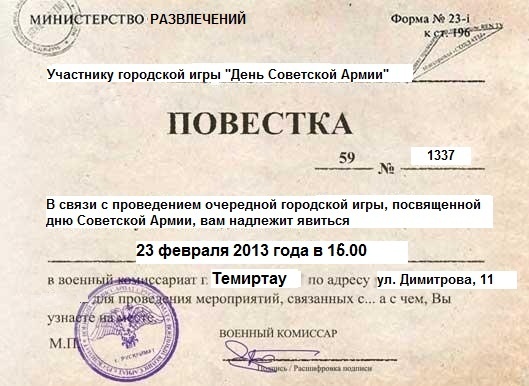 МИНИСТЕРСТВО РАЗВЛЕЧЕНИЙ
Форма № 23-i
к ст. 196
Участнику городской игры "День Советской Армии"
ПОВЕСТКА
59 № 1337
В связи с проведением очередной городской игры, посвященной
дню Советской Армии, вам надлежит явиться
23 февраля 2013 года в 15.00
в военный комиссариат г. Темиртау по адресу ул. Димитрова, 11
для проведения мероприятий, связанных с... а с чем, Вы
узнаете на месте.
М.П.
ВОЕННЫЙ КОМИССАР
Подпись / Расшифровка подписи